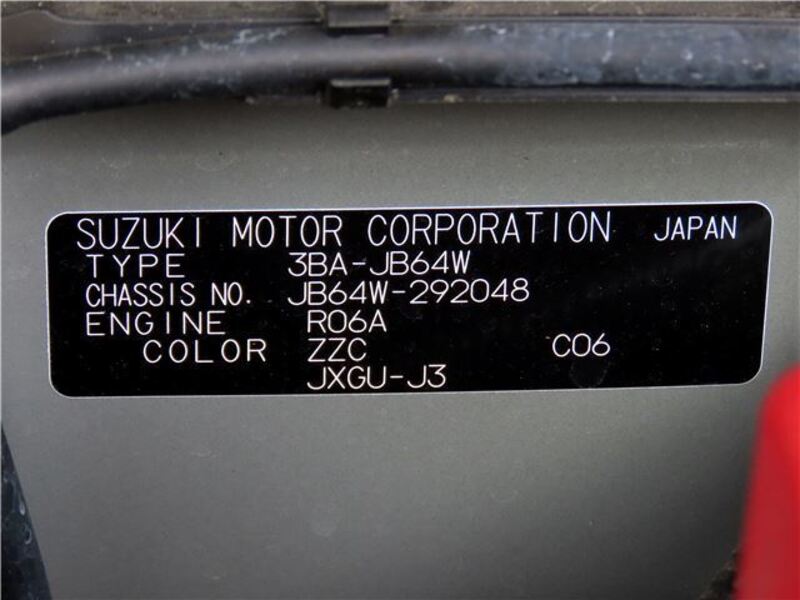 SUZUKI MOTOR CORPORATION JAPAN
TYPE 3BA-JB64W
CHASSIS NO. JB64W-292048
ENGINE R06A
COLOR ZZC C06
JXGU-J3